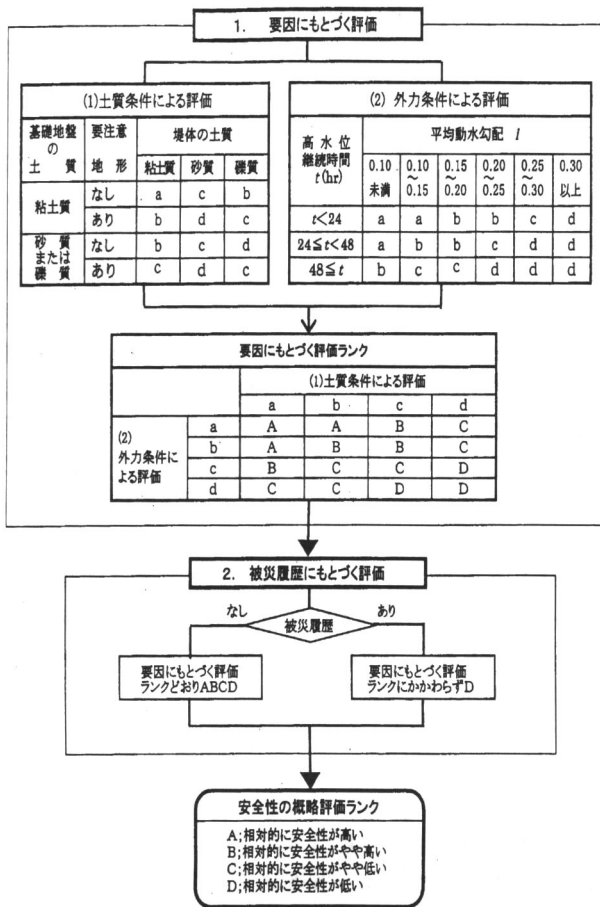 1. 要因にもとづく評価
(1)土質条件による評価
基礎地盤の土質 要注意地形 堤体の土質
粘土質 砂質 礫質
粘土質 なし a c b
あり b d c
砂質または礫質 なし b c d
あり c d c
(2) 外力条件による評価
高水位継続時間 t(hr) 平均動水勾配 I
0.10未満 0.10~0.15 0.15~0.20 0.20~0.25 0.25~0.30 0.30以上
t<24 a a b b c d
24≦t<48 a b b c d d
48≦t b c c d d d
要因にもとづく評価ランク
(1)土質条件による評価
a b c d
(2)外力条件による評価
a A A B C
b A B B C
c B C C D
d C C D D
2. 被災履歴にもとづく評価
なし 被災履歴 あり
要因にもとづく評価
ランクどおりABCD
要因にもとづく評価
ランクにかかわらずD
安全性の概略評価ランク
A;相対的に安全性が高い
B;相対的に安全性がやや高い
C;相対的に安全性がやや低い
D;相対的に安全性が低い